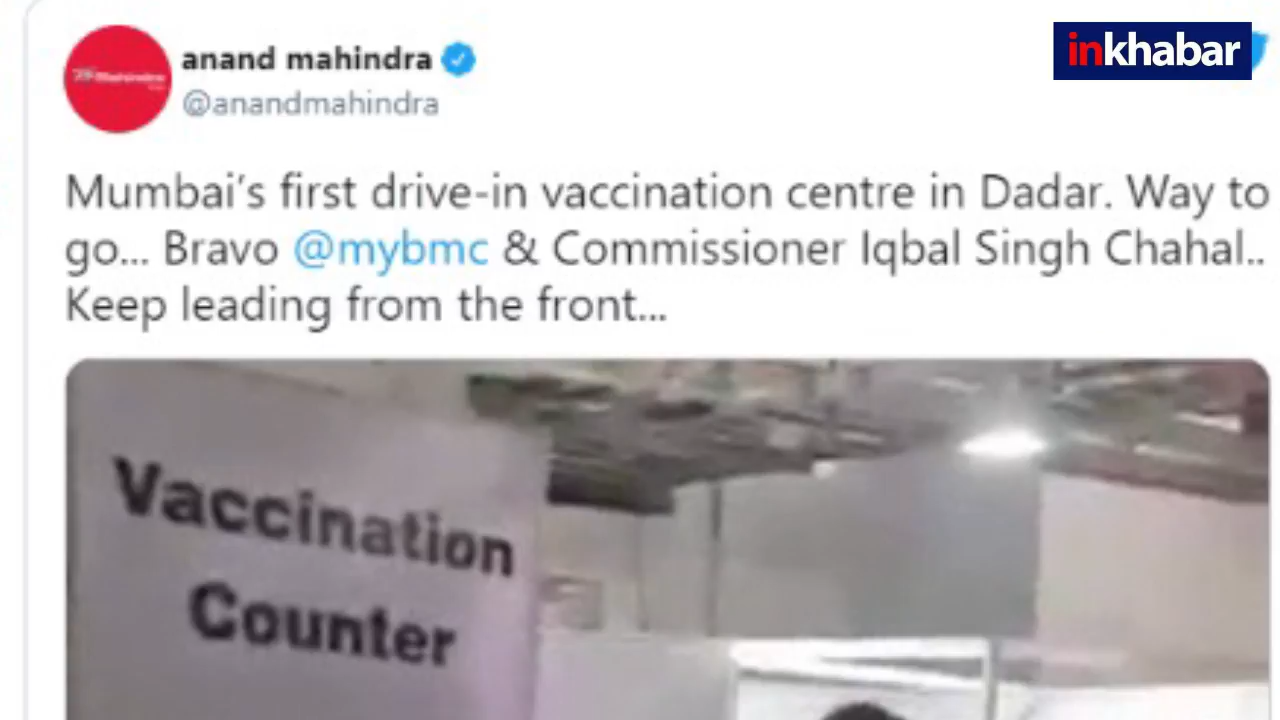 anand mahindra
@anandmahindra
inkhabar
Mumbai's first drive-in vaccination centre in Dadar. Way to
go... Bravo @mybmc & Commissioner Iqbal Singh Chahal..
Keep leading from the front...
Vaccination
Counter